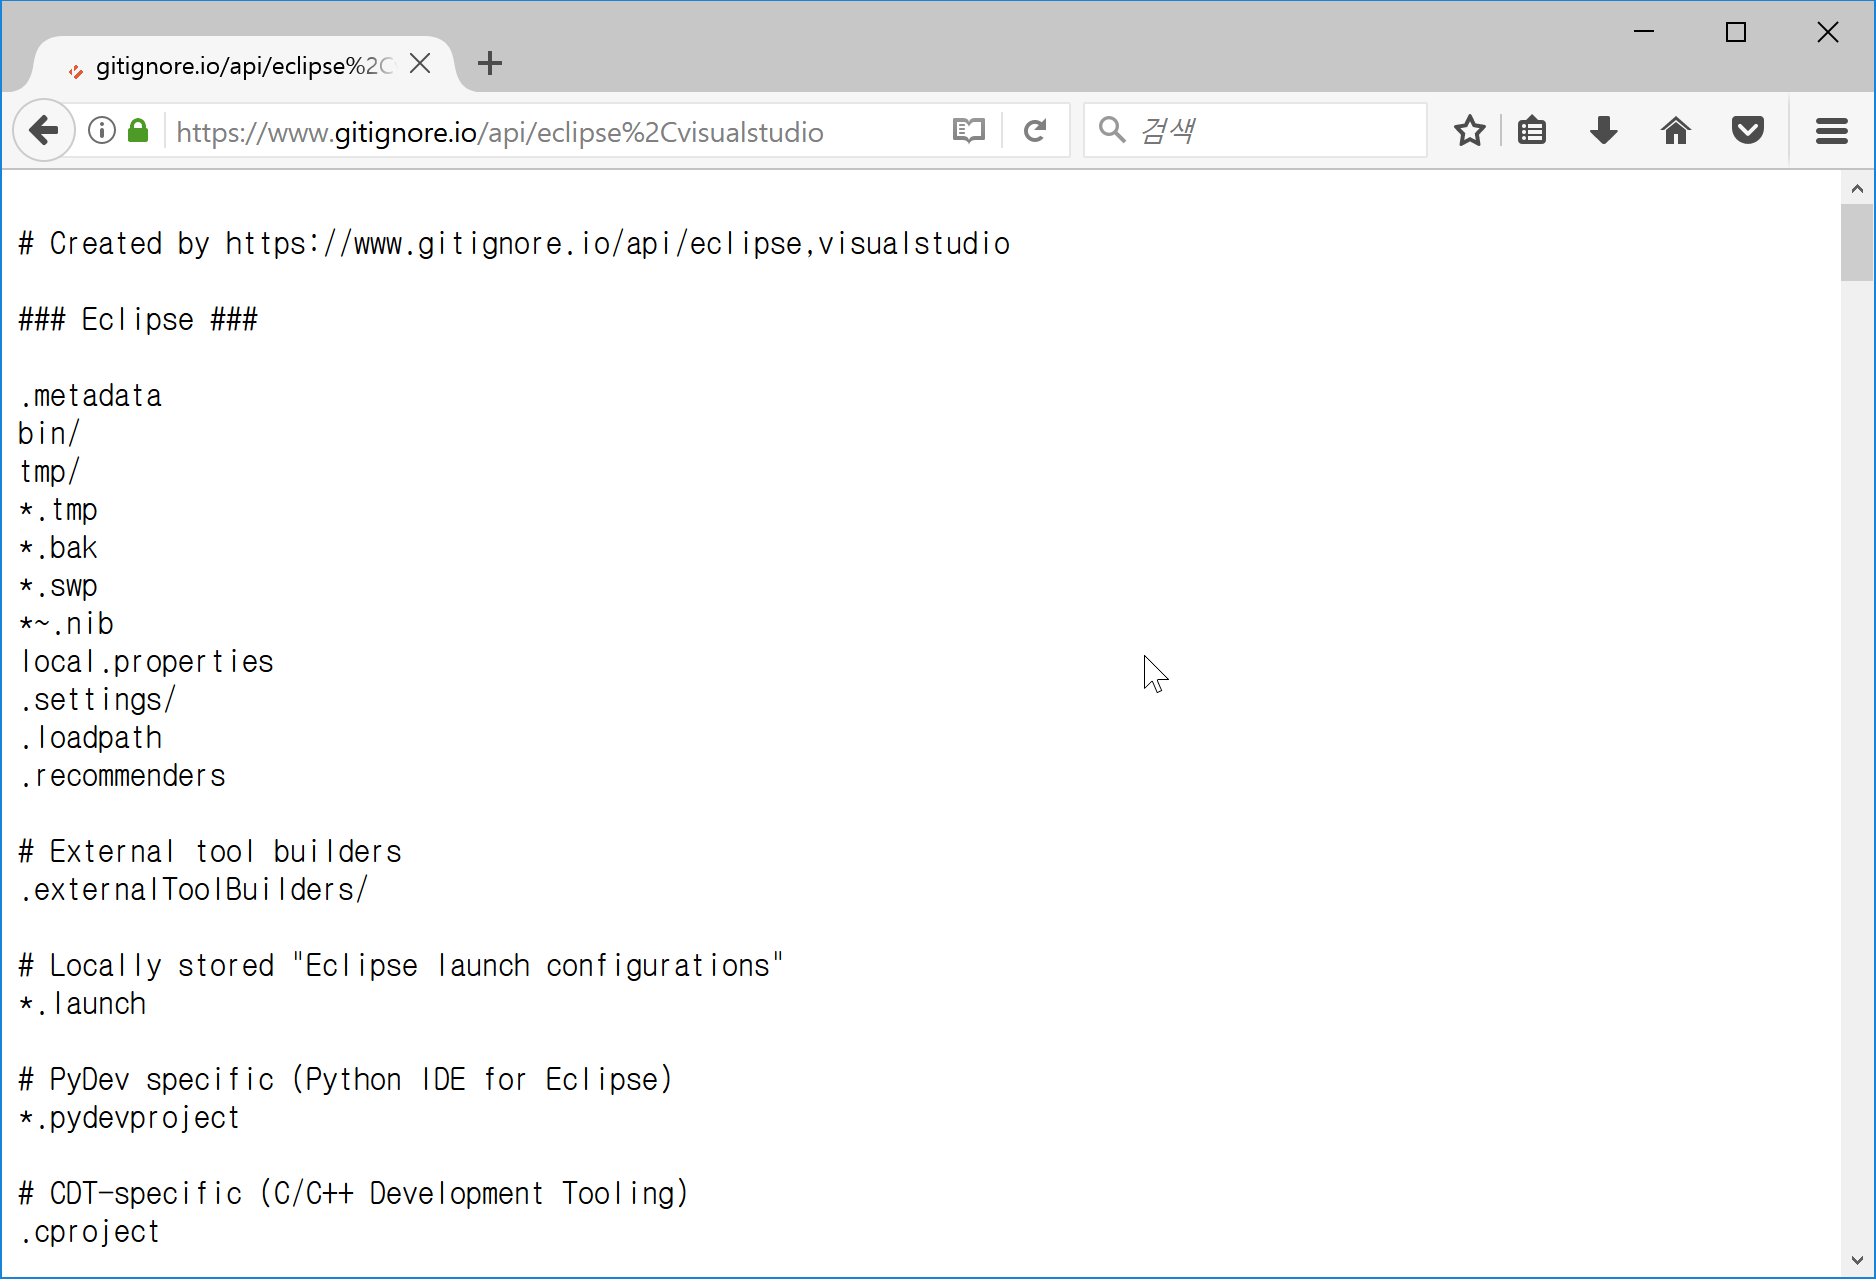 gitignore.io/api/eclipse%2C
https://www.gitignore.io/api/eclipse%2Cvisualstudio
검색
# Created by https://www.gitignore.io/api/eclipse,visualstudio
### Eclipse ###
.metadata
bin/
tmp/
*.tmp
*.bak
*.swp
*~.nib
local.properties
.settings/
.loadpath
.recommenders
# External tool builders
.externalToolBuilders/
# Locally stored "Eclipse launch configurations"
*.launch
# PyDev specific (Python IDE for Eclipse)
*.pydevproject
# CDT-specific (C/C++ Development Tooling)
.cproject